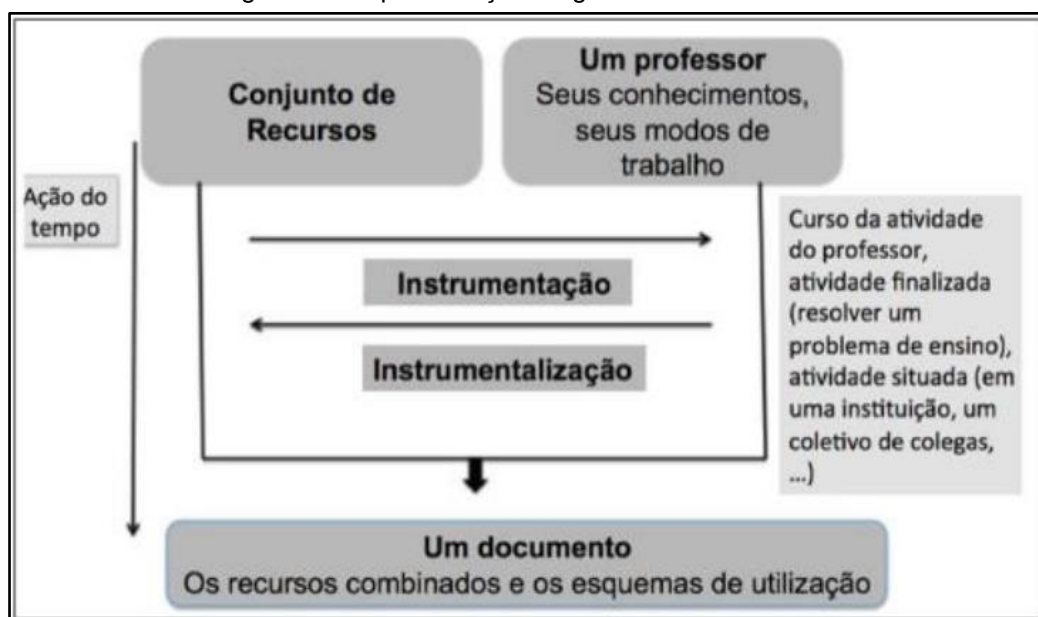 Conjunto de
Recursos
Um professor
Seus conhecimentos,
seus modos de
trabalho
Ação do
tempo
Instrumentação
Instrumentalização
Curso da atividade
do professor,
atividade finalizada
(resolver um
problema de ensino),
atividade situada (em
uma instituição, um
coletivo de colegas,
...)
Um documento
Os recursos combinados e os esquemas de utilização